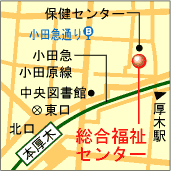 保健センター
小田急通り
B
小田急
小田原線
中央図書館
東口
北口
本厚木
厚木駅
総合福祉
センター